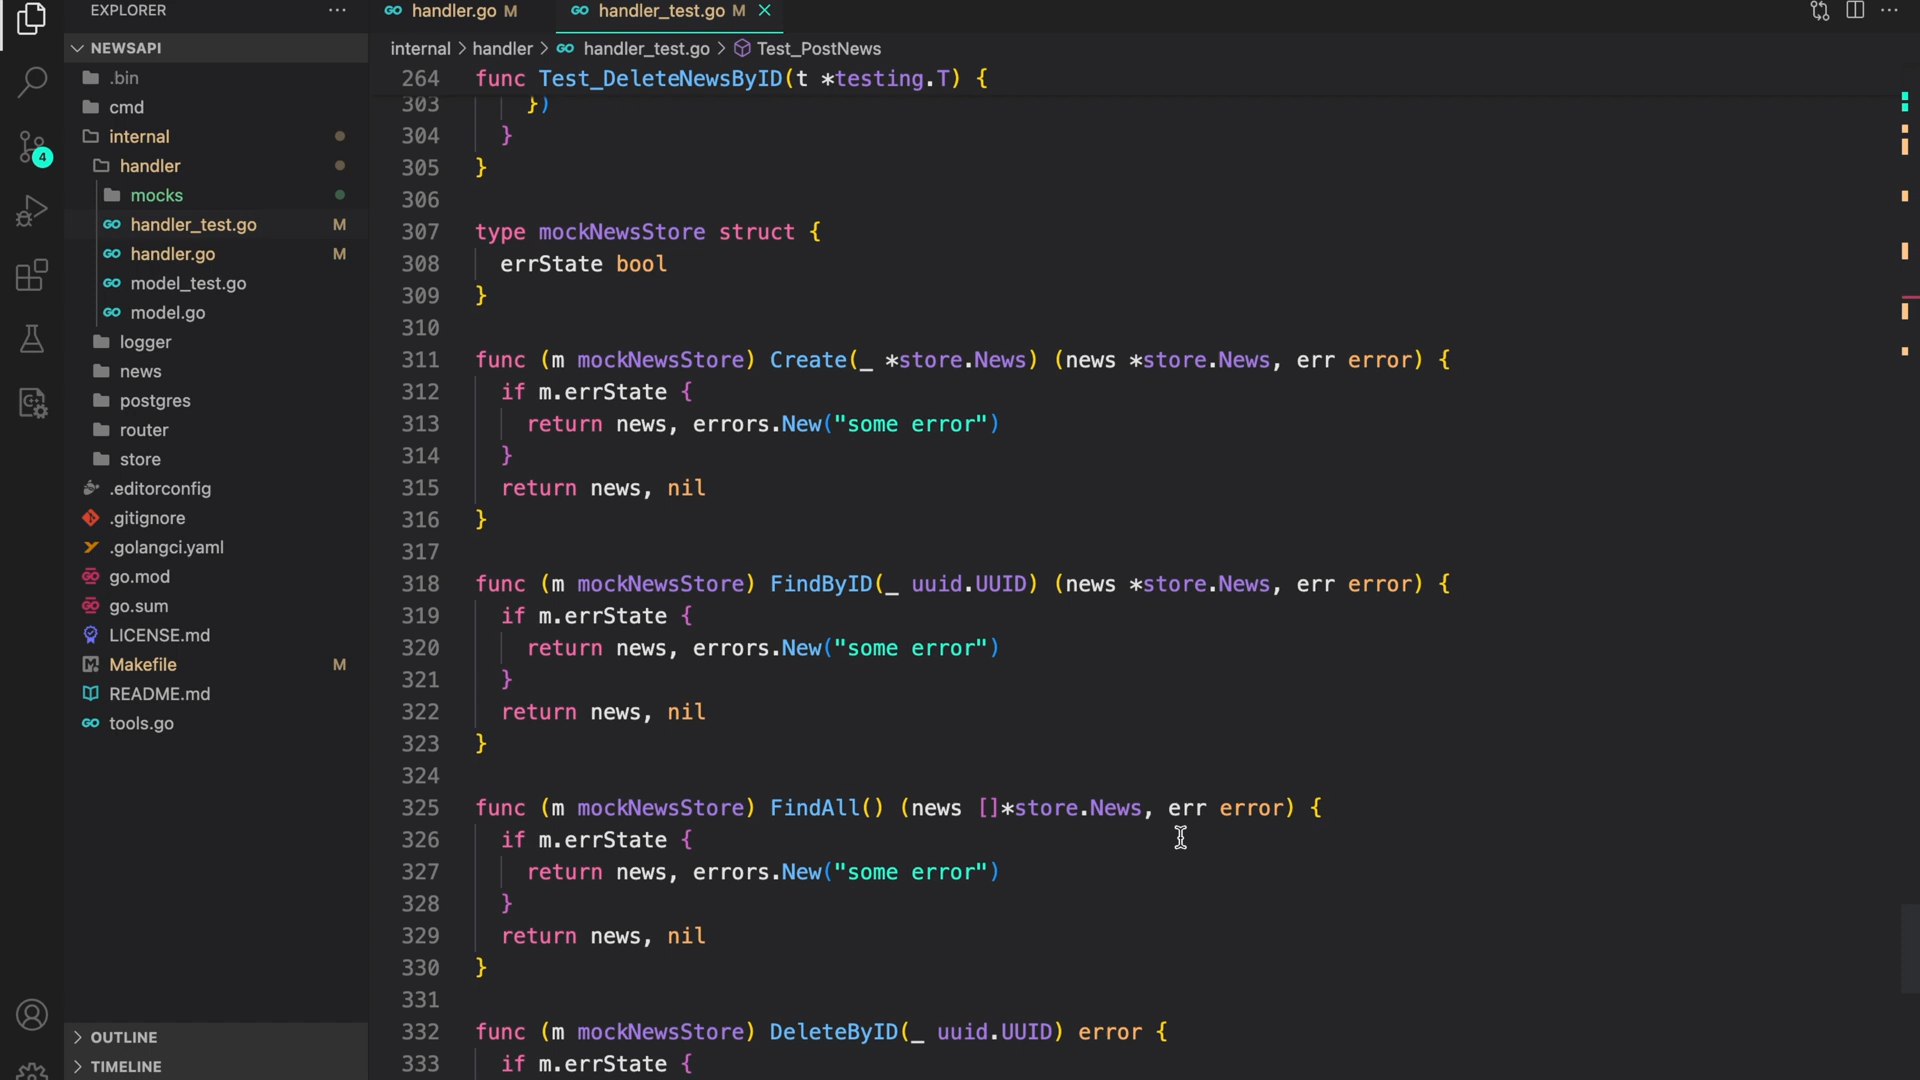 EXPLORER
NEWSAPI
.bin
cmd
internal
handler
mocks
handler_test.go M
handler.go M
model_test.go
model.go
logger
news
postgres
router
store
.editorconfig
.gitignore
.golangci.yaml
go.mod
go.sum
LICENSE.md
Makefile M
README.md
tools.go
OUTLINE
TIMELINE
4
handler.go M
handler_test.go M
internal > handler > handler_test.go > Test_PostNews
264 func Test_DeleteNewsByID(t *testing.T) {
303 })
304 }
305 }
306
307 type mockNewsStore struct {
308 errState bool
309 }
310
311 func (m mockNewsStore) Create(_ *store.News) (news *store.News, err error) {
312 if m.errState {
313 return news, errors.New("some error")
314 }
315 return news, nil
316 }
317
318 func (m mockNewsStore) FindByID(_ uuid.UUID) (news *store.News, err error) {
319 if m.errState {
320 return news, errors.New("some error")
321 }
322 return news, nil
323 }
324
325 func (m mockNewsStore) FindAll() (news []*store.News, err error) {
326 if m.errState {
327 return news, errors.New("some error")
328 }
329 return news, nil
330 }
331
332 func (m mockNewsStore) DeleteByID(_ uuid.UUID) error {
333 if m.errState {